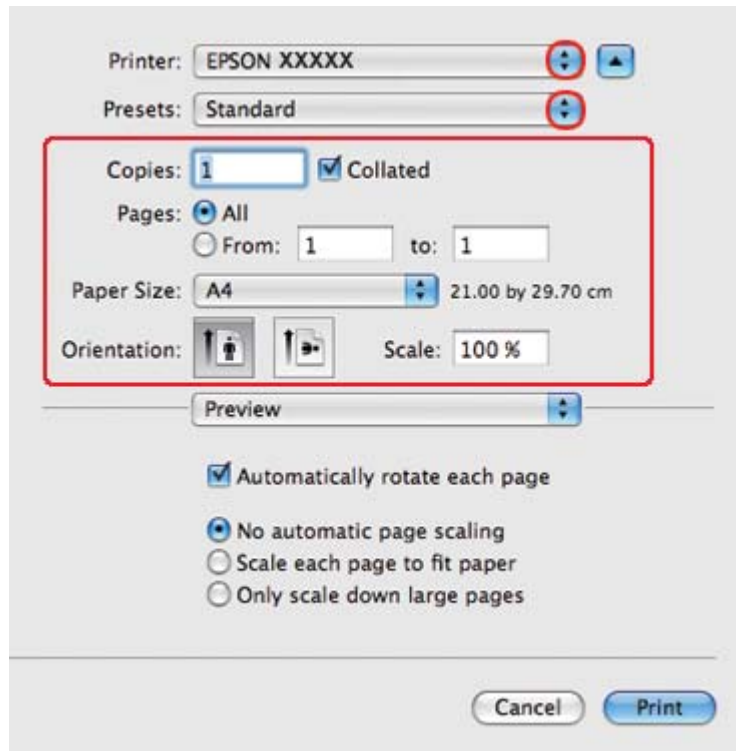 Printer: EPSON XXXXX
Presets: Standard
Copies: 1 Collated
Pages: All
From: 1 to: 1
Paper Size: A4 21.00 by 29.70 cm
Orientation: Scale: 100 %
Preview
Automatically rotate each page
No automatic page scaling
Scale each page to fit paper
Only scale down large pages
Cancel Print